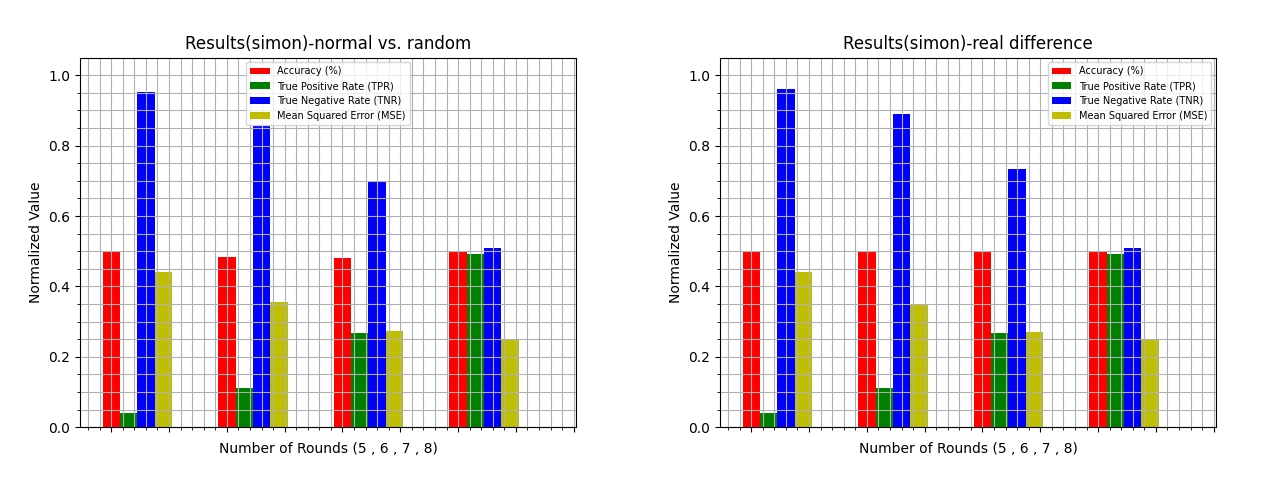 Results(simon)-normal vs. random
Accuracy (%)
True Positive Rate (TPR)
True Negative Rate (TNR)
Mean Squared Error (MSE)
Normalized Value
1.0
0.8
0.6
0.4
0.2
0.0
Number of Rounds (5 , 6 , 7 , 8)
Results(simon)-real difference
Accuracy (%)
True Positive Rate (TPR)
True Negative Rate (TNR)
Mean Squared Error (MSE)
Normalized Value
1.0
0.8
0.6
0.4
0.2
0.0
Number of Rounds (5 , 6 , 7 , 8)